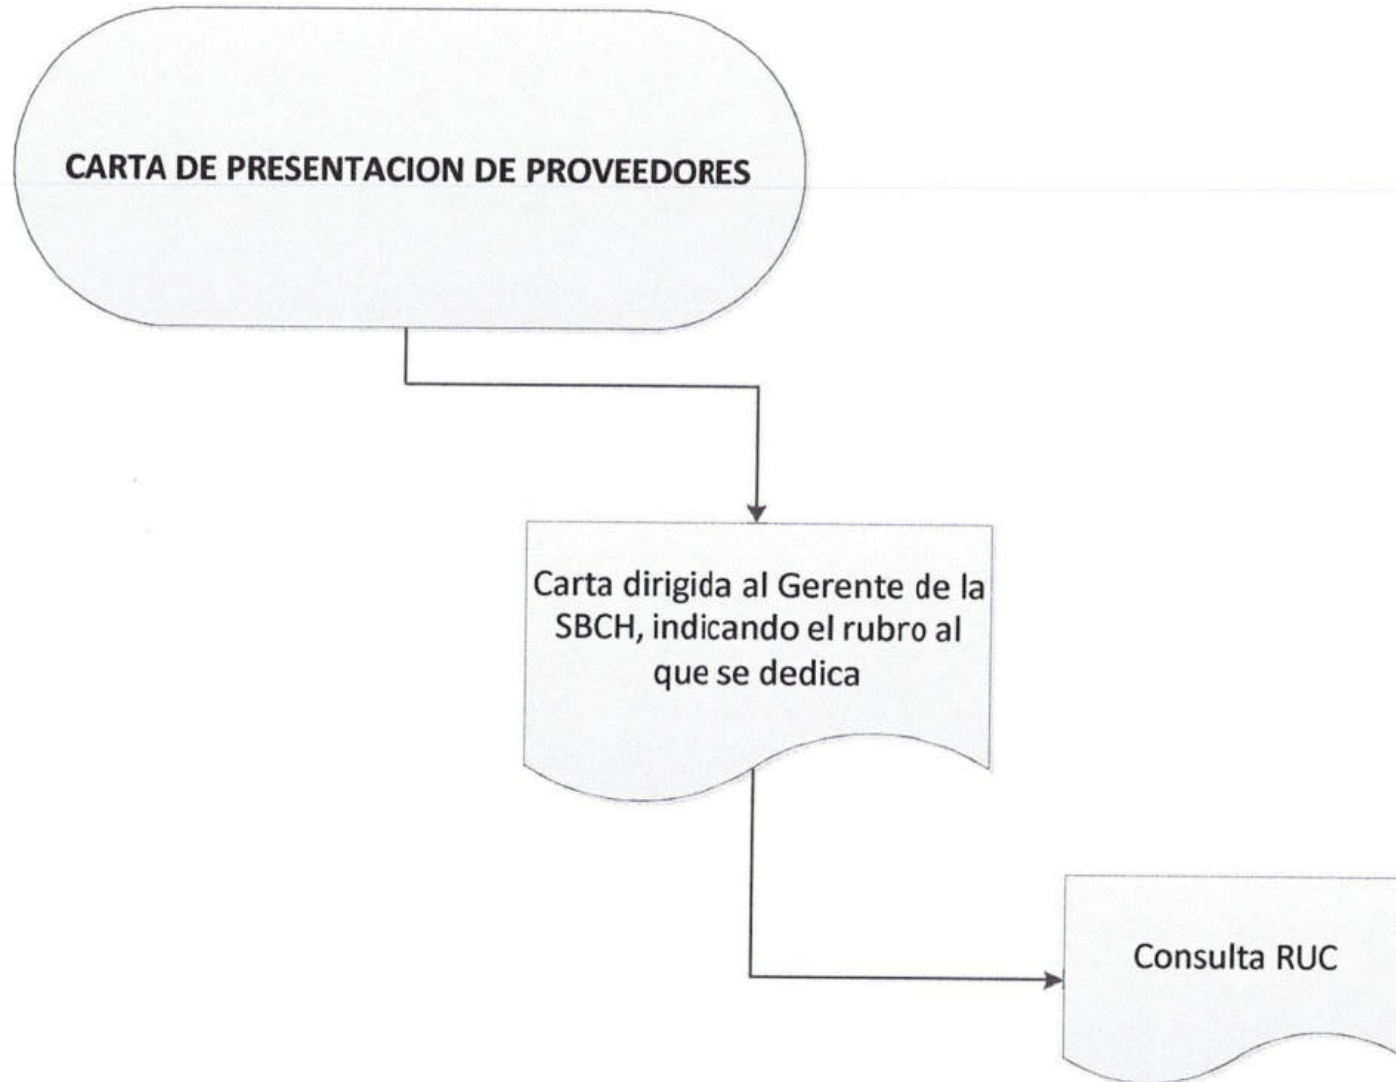 CARTA DE PRESENTACION DE PROVEEDORES
Carta dirigida al Gerente de la
SBCH, indicando el rubro al
que se dedica
Consulta RUC